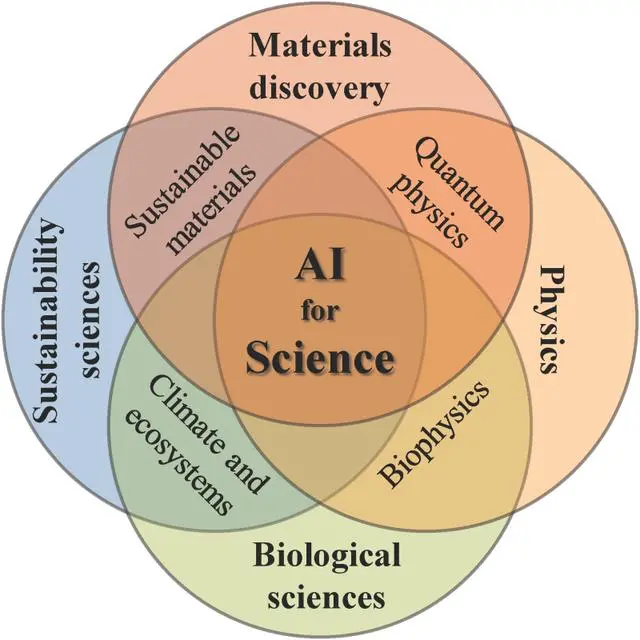 Materials
discovery
Sustainable
materials
Quantum
physics
Sustainability
sciences
AI
for
Science
Physics
Climate and
ecosystems
Biophysics
Biological
sciences